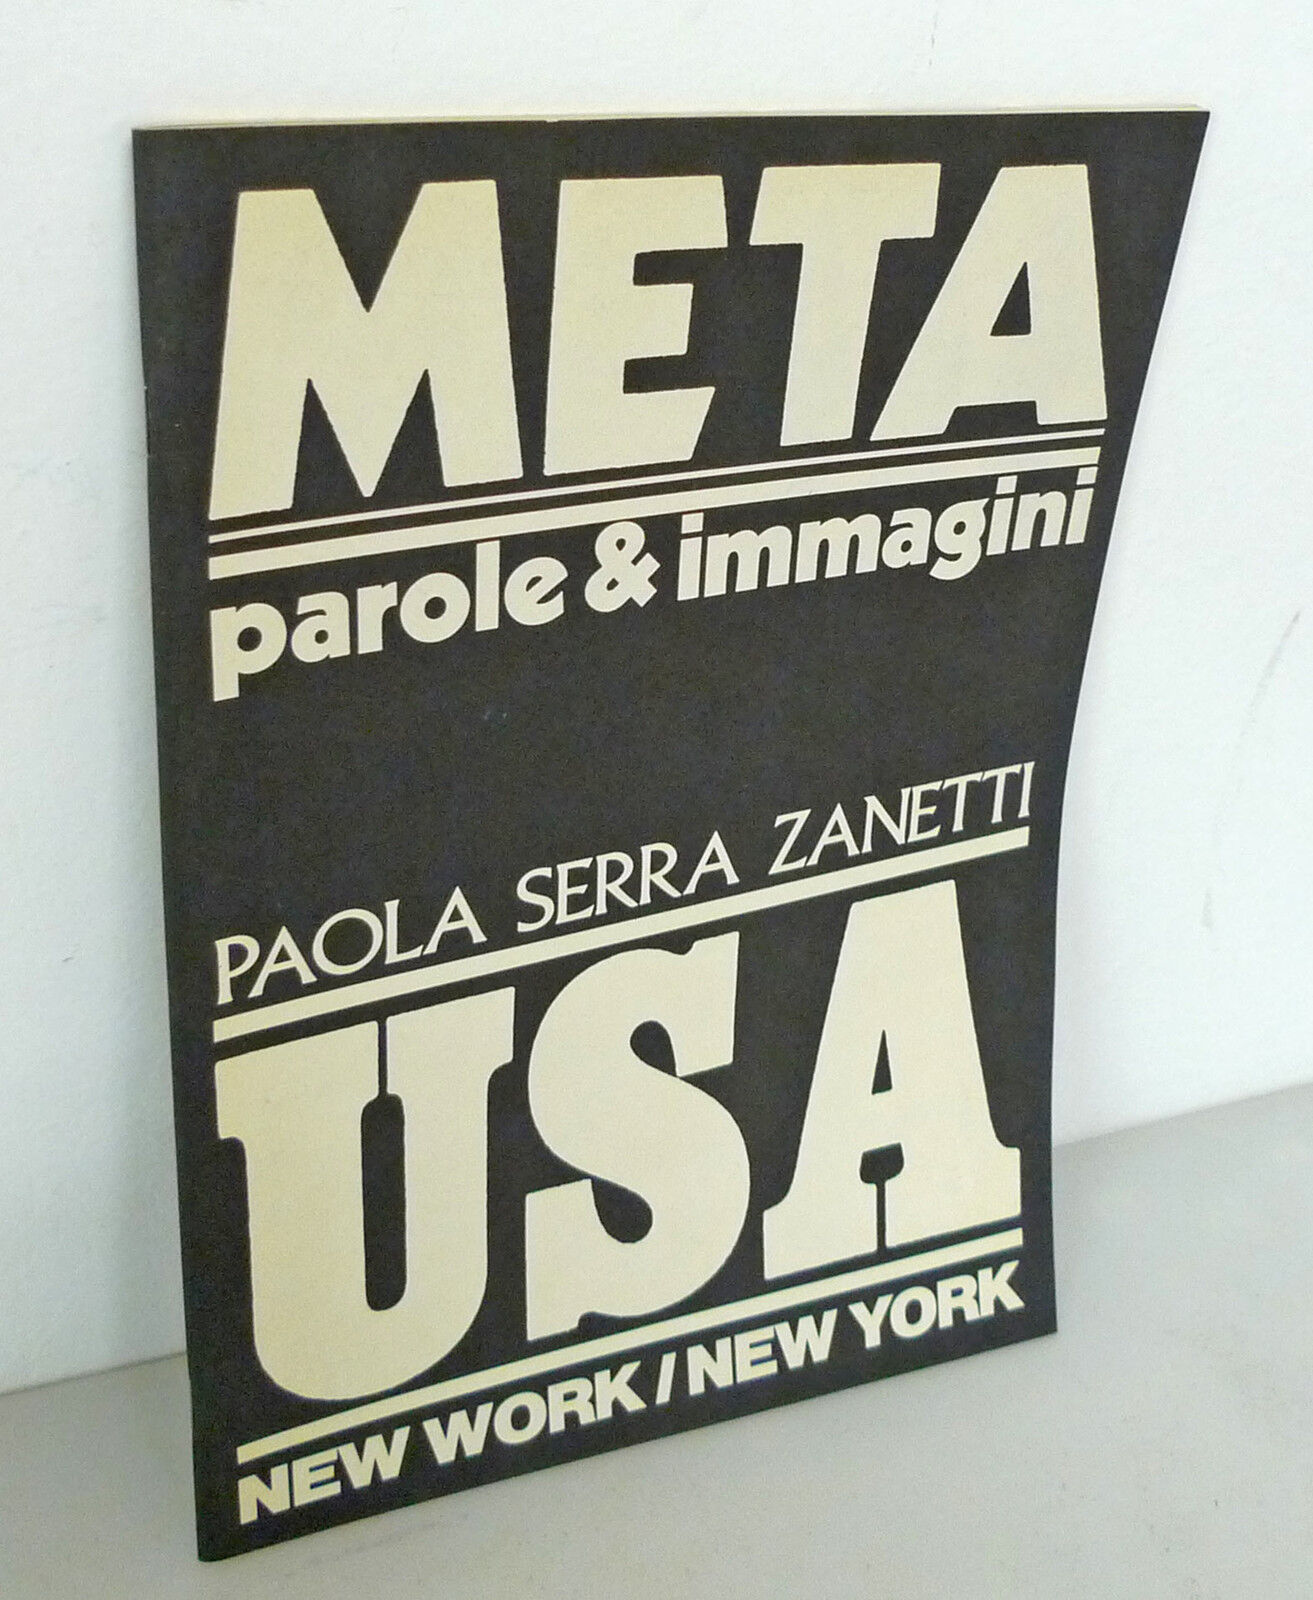 META
parole & immagini
PAOLA SERRA ZANETTI
USA
NEW WORK / NEW YORK